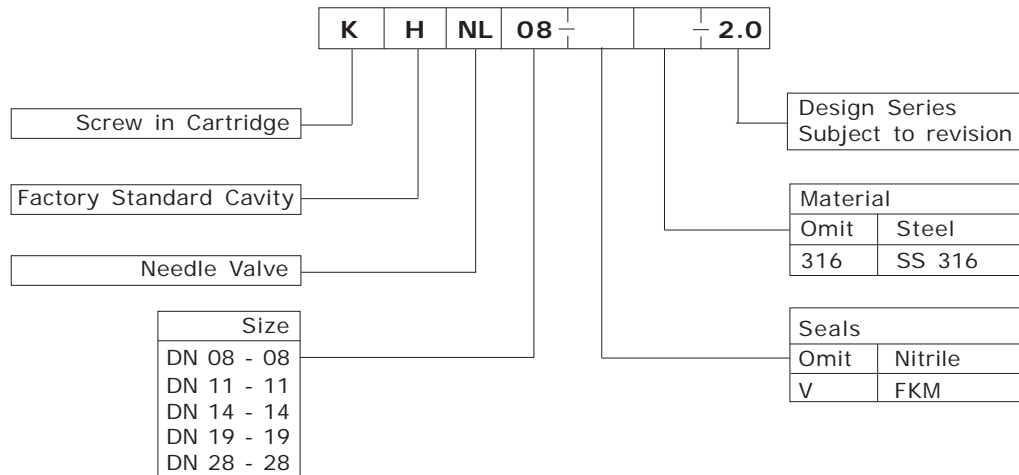 K H NL 08 - - 2.0
Screw in Cartridge
Factory Standard Cavity
Needle Valve
Size
DN 08 - 08
DN 11 - 11
DN 14 - 14
DN 19 - 19
DN 28 - 28
Design Series
Subject to revision
Material
Omit Steel
316 SS 316
Seals
Omit Nitrile
V FKM